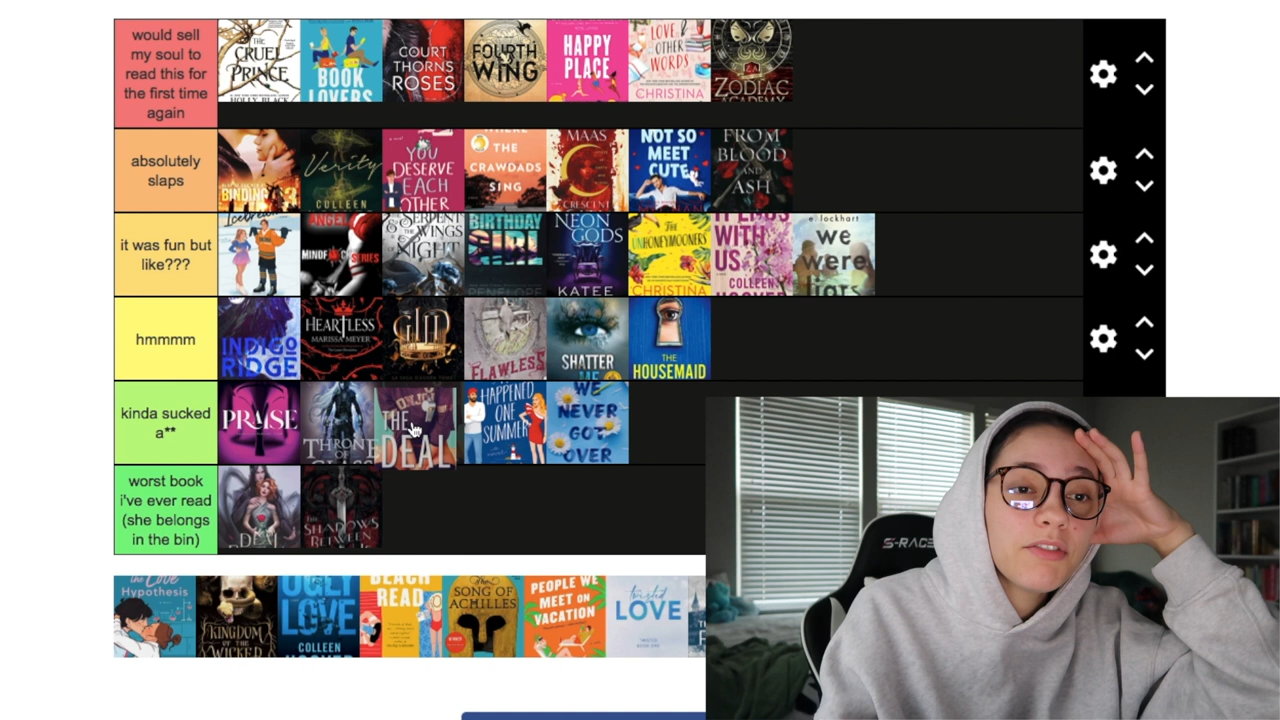 would sell
my soul to
read this for
the first time
again
THE
CRUEL
PRINCE
HOLLY BLACK
BOOK
LOVERS
COURT
THORNS
ROSES
FOURTH
WING
HAPPY
PLACE
LOVE
OTHER
WORDS
CHRISTINA
ZODIAC
ACADEMY
absolutely
slaps
BINDING
13
Verity
COLLEEN
YOU
DESERVE
EACH
OTHER
WHERE
THE
CRAWDADS
SING
MAAS
CRESCENT
NOT SO
MEET
CUTE
FROM
BLOOD
AND
ASH
it was fun but
like???
Icebreaker
ANGEL
MINDF CK
SERIES
THE
SERPENT
& THE WINGS
NIGHT
BIRTHDAY
GIRL
PENELOPE
NEON
GODS
KATEE
The
UNHONEYMOONERS
CHRISTINA
IT ENDS
WITH
US
COLLEEN
HOOVER
e. lockhart
we
were
liars
hmmmm
INDIGO
RIDGE
HEARTLESS
MARISSA MEYER
GILD
FLAWLESS
SHATTER
ME
THE
HOUSEMAID
kinda sucked
a**
PRAISE
THRONE
OF
GLASS
THE
DEAL
HAPPENED
ONE
SUMMER
WE
NEVER
GOT
OVER
worst book
i've ever read
(she belongs
in the bin)
DEAL
THE
SHADOWS
BETWEEN
the Love
Hypothesis
KINGDOM
OF THE
WICKED
UGLY
LOVE
COLLEEN
HOOVER
BEACH
READ
The
SONG OF
ACHILLES
PEOPLE WE
MEET ON
VACATION
twisted
LOVE
S-RACE